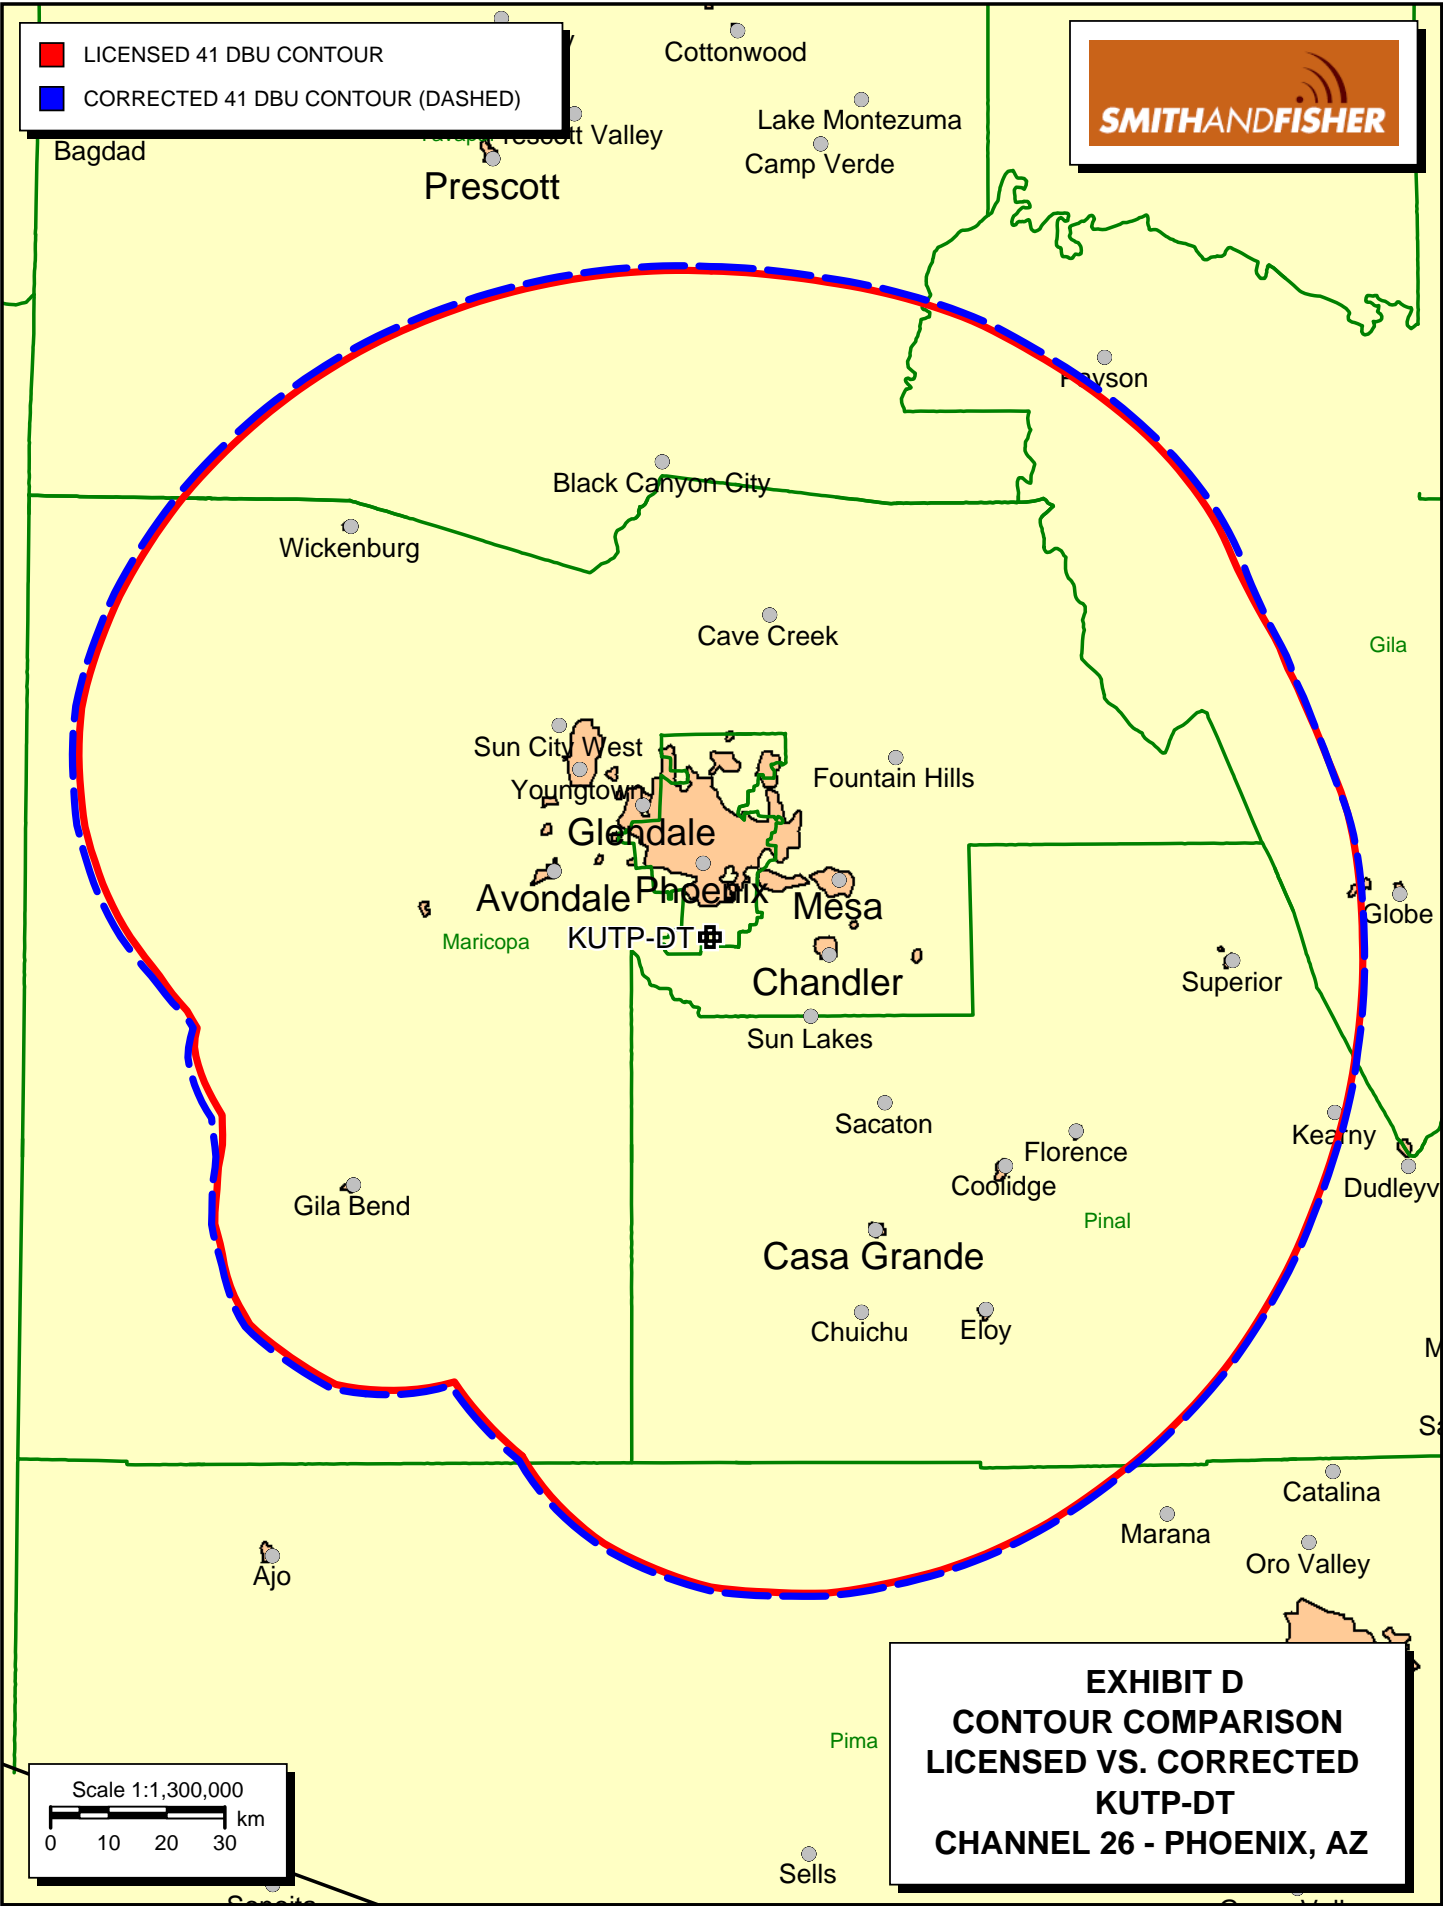 LICENSED 41 DBU CONTOUR
CORRECTED 41 DBU CONTOUR (DASHED)
SMITHANDFISHER
Cottonwood
Lake Montezuma
Valley
Bagdad
Camp Verde
Prescott
Payson
Black Canyon City
Wickenburg
Cave Creek
Gila
Sun City West
Fountain Hills
Youngtown
Glendale
Phoenix
Avondale
Mesa
Globe
KUTP-DT
Maricopa
Chandler
Superior
Sun Lakes
Sacaton
Kearny
Florence
Coolidge
Dudleyv
Gila Bend
Pinal
Casa Grande
Chuichu
Eloy
M
Sa
Catalina
Marana
Oro Valley
Ajo
EXHIBIT D
CONTOUR COMPARISON
LICENSED VS. CORRECTED
KUTP-DT
CHANNEL 26 - PHOENIX, AZ
Pima
Scale 1:1,300,000
km
0 10 20 30
Sells